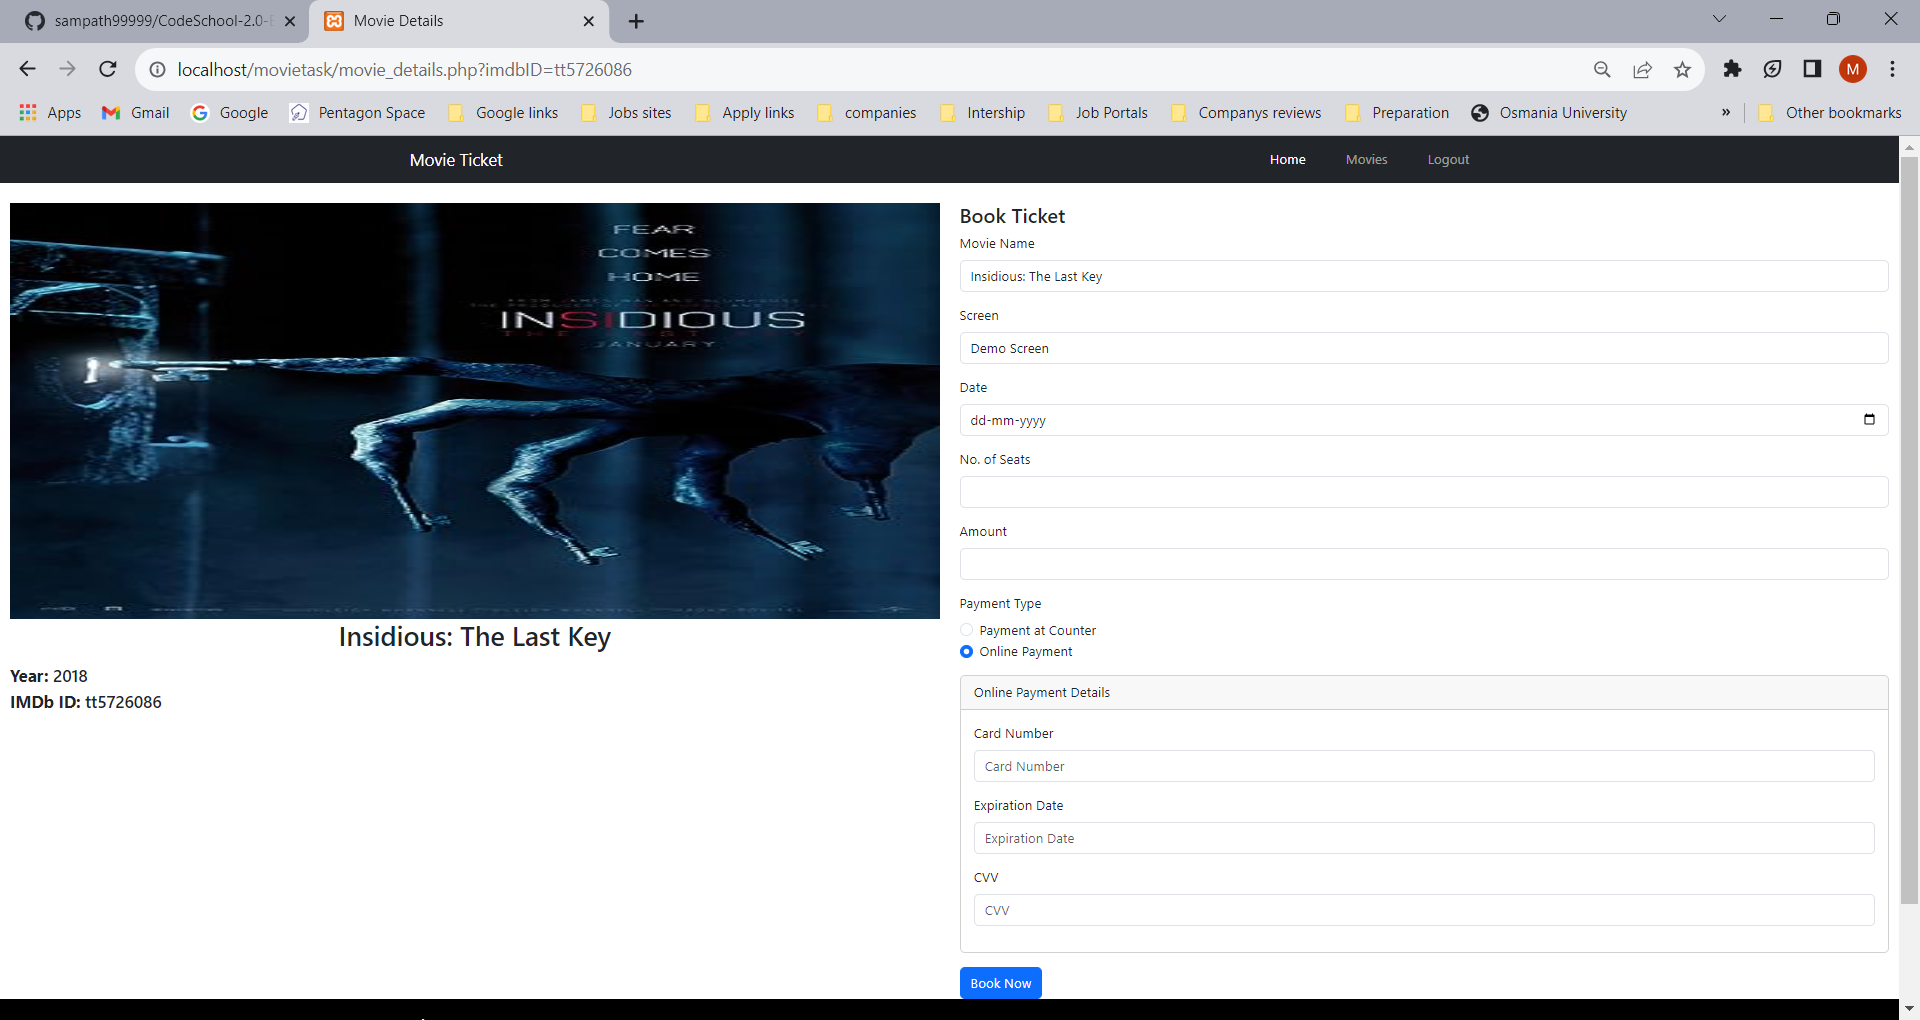 sampath99999/CodeSchool-2.0-
Movie Details
localhost/movietask/movie_details.php?imdbID=tt5726086
M
Apps
Gmail
Google
Pentagon Space
Google links
Jobs sites
Apply links
companies
Intership
Job Portals
Companys reviews
Preparation
Osmania University
»
Other bookmarks
Movie Ticket
Home
Movies
Logout
FEAR
COMES
HOME
INSIDIOUS
JANUARY
Insidious: The Last Key
Year: 2018
IMDb ID: tt5726086
Book Ticket
Movie Name
Insidious: The Last Key
Screen
Demo Screen
Date
dd-mm-yyyy
No. of Seats
Amount
Payment Type
Payment at Counter
Online Payment
Online Payment Details
Card Number
Card Number
Expiration Date
Expiration Date
CVV
CVV
Book Now